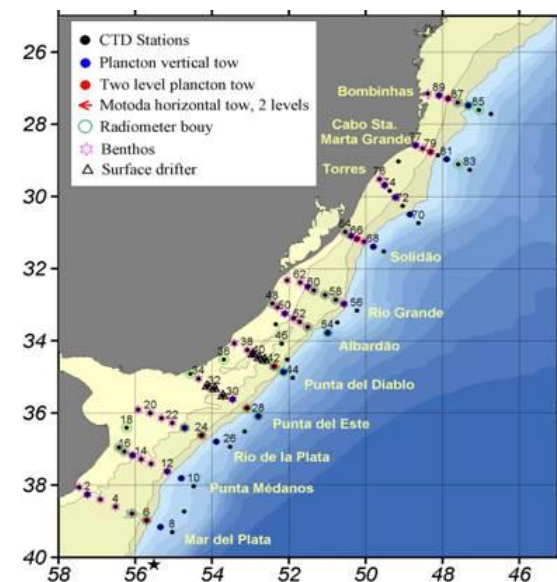 26
28
30
32
34
36
38
40
58
56
54
52
50
48
46
CTD Stations
Plancton vertical tow
Two level plancton tow
Motoda horizontal tow, 2 levels
Radiometer bouy
Benthos
Surface drifter
Bombinhas
89 87 85
Cabo Sta.
Marta Grande
77 79 81 83
Torres
76 74 72 70
64 66 68
Solidão
62 60 58 56
Rio Grande
48 50 52 54
Albardão
46
36 38 40 42 44
Punta del Diablo
34 32 30 28
Punta del Este
18 20 22 24 26
Rio de la Plata
16 14 12 10
Punta Médanos
2 4 6 8
Mar del Plata